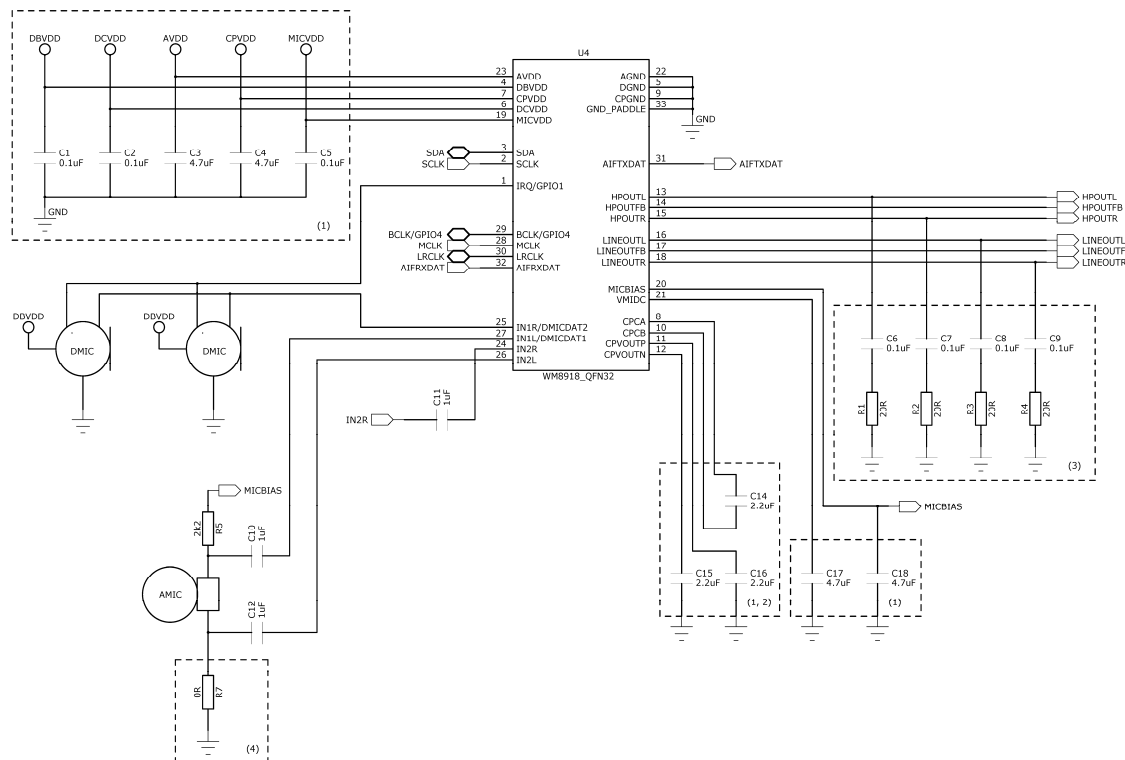 DBVDD
DCVDD
AVDD
CPVDD
MICVDD
C1
0.1uF
C2
0.1uF
C3
4.7uF
C4
4.7uF
C5
0.1uF
GND
(1)
U4
23 AVDD
4 DBVDD
7 CPVDD
6 DCVDD
19 MICVDD
SDA 3 SDA
SCLK 2 SCLK
1 IRQ/GPIO1
BCLK/GPIO4 29 BCLK/GPIO4
MCLK 28 MCLK
LRCLK 30 LRCLK
AIFRXDAT 32 AIFRXDAT
25 IN1R/DMICDAT2
27 IN1L/DMICDAT1
24 IN2R
26 IN2L
AGND 22
DGND 5
CPGND 9
GND_PADDLE 33
GND
AIFTXDAT 31 AIFTXDAT
HPOUTL 13 HPOUTL
HPOUTFB 14 HPOUTFB
HPOUTR 15 HPOUTR
LINEOUTL 16 LINEOUTL
LINEOUTFB 17 LINEOUTF
LINEOUTR 18 LINEOUTR
MICBIAS 20
VMIDC 21
CPCA 8
CPCB 10
CPVOUTP 11
CPVOUTN 12
WM8918_QFN32
DBVDD
DMIC
DBVDD
DMIC
IN2R
C11
1uF
C6
0.1uF
C7
0.1uF
C8
0.1uF
C9
0.1uF
R1
20R
R2
20R
R3
20R
R4
20R
(3)
MICBIAS
2k2
R5
C10
1uF
AMIC
C12
1uF
0R
R7
(4)
C14
2.2uF
C15
2.2uF
C16
2.2uF
(1, 2)
MICBIAS
C17
4.7uF
C18
4.7uF
(1)